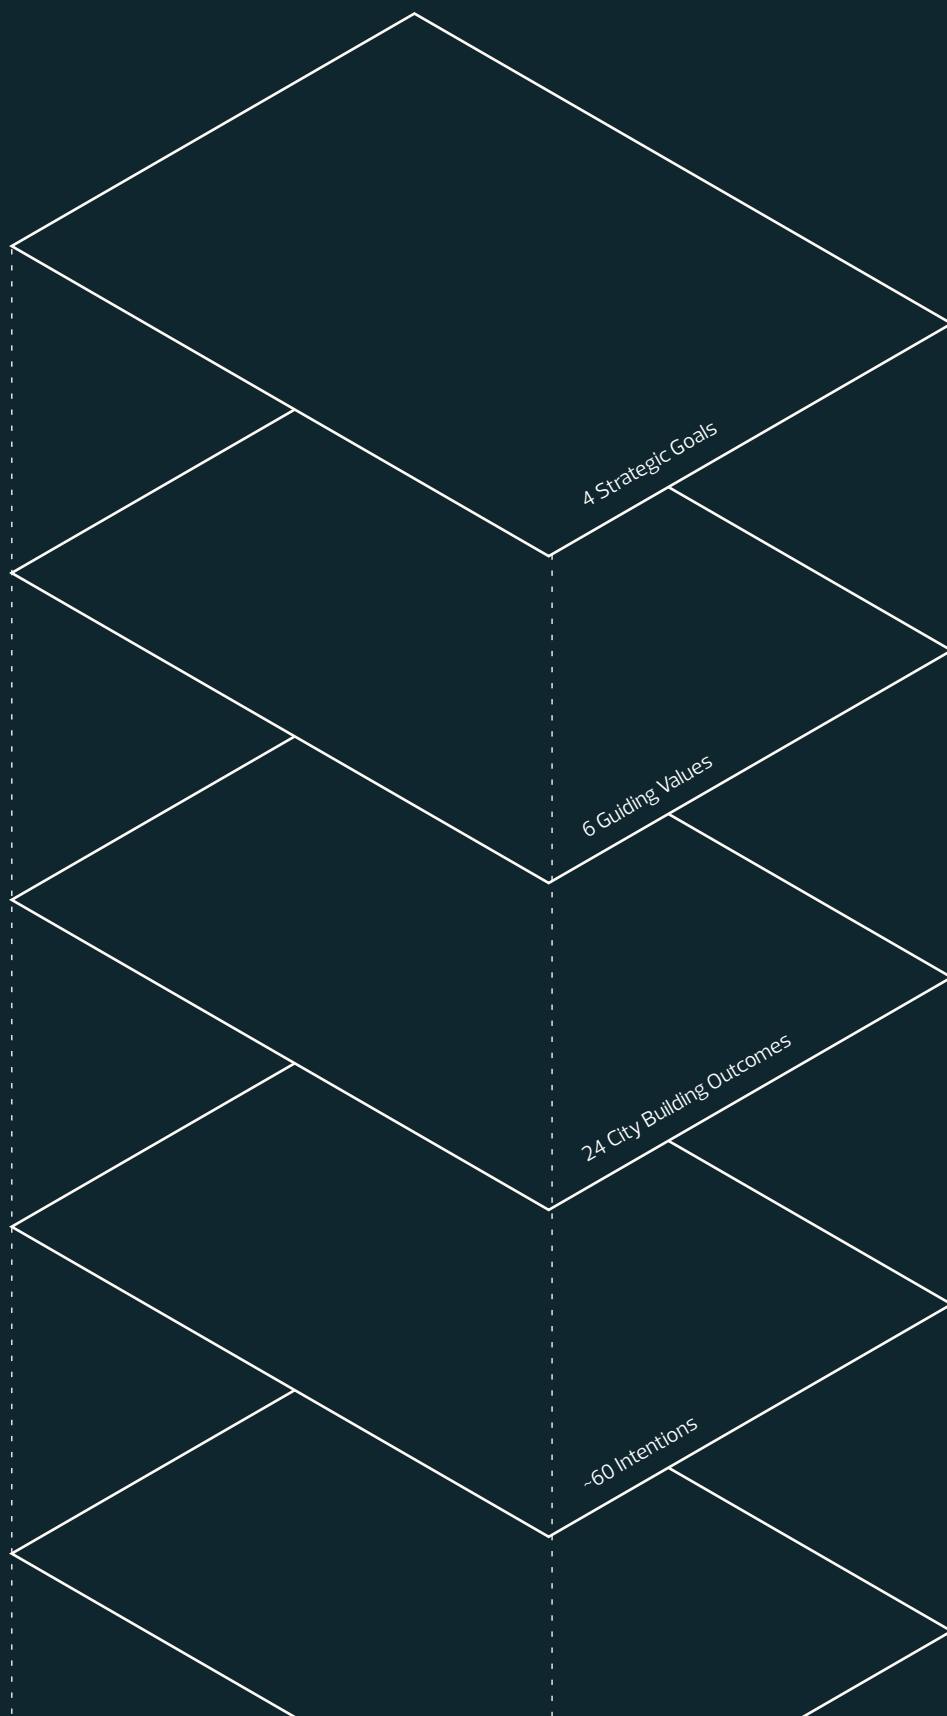 4 Strategic Goals
6 Guiding Values
24 City Building Outcomes
~60 Intentions